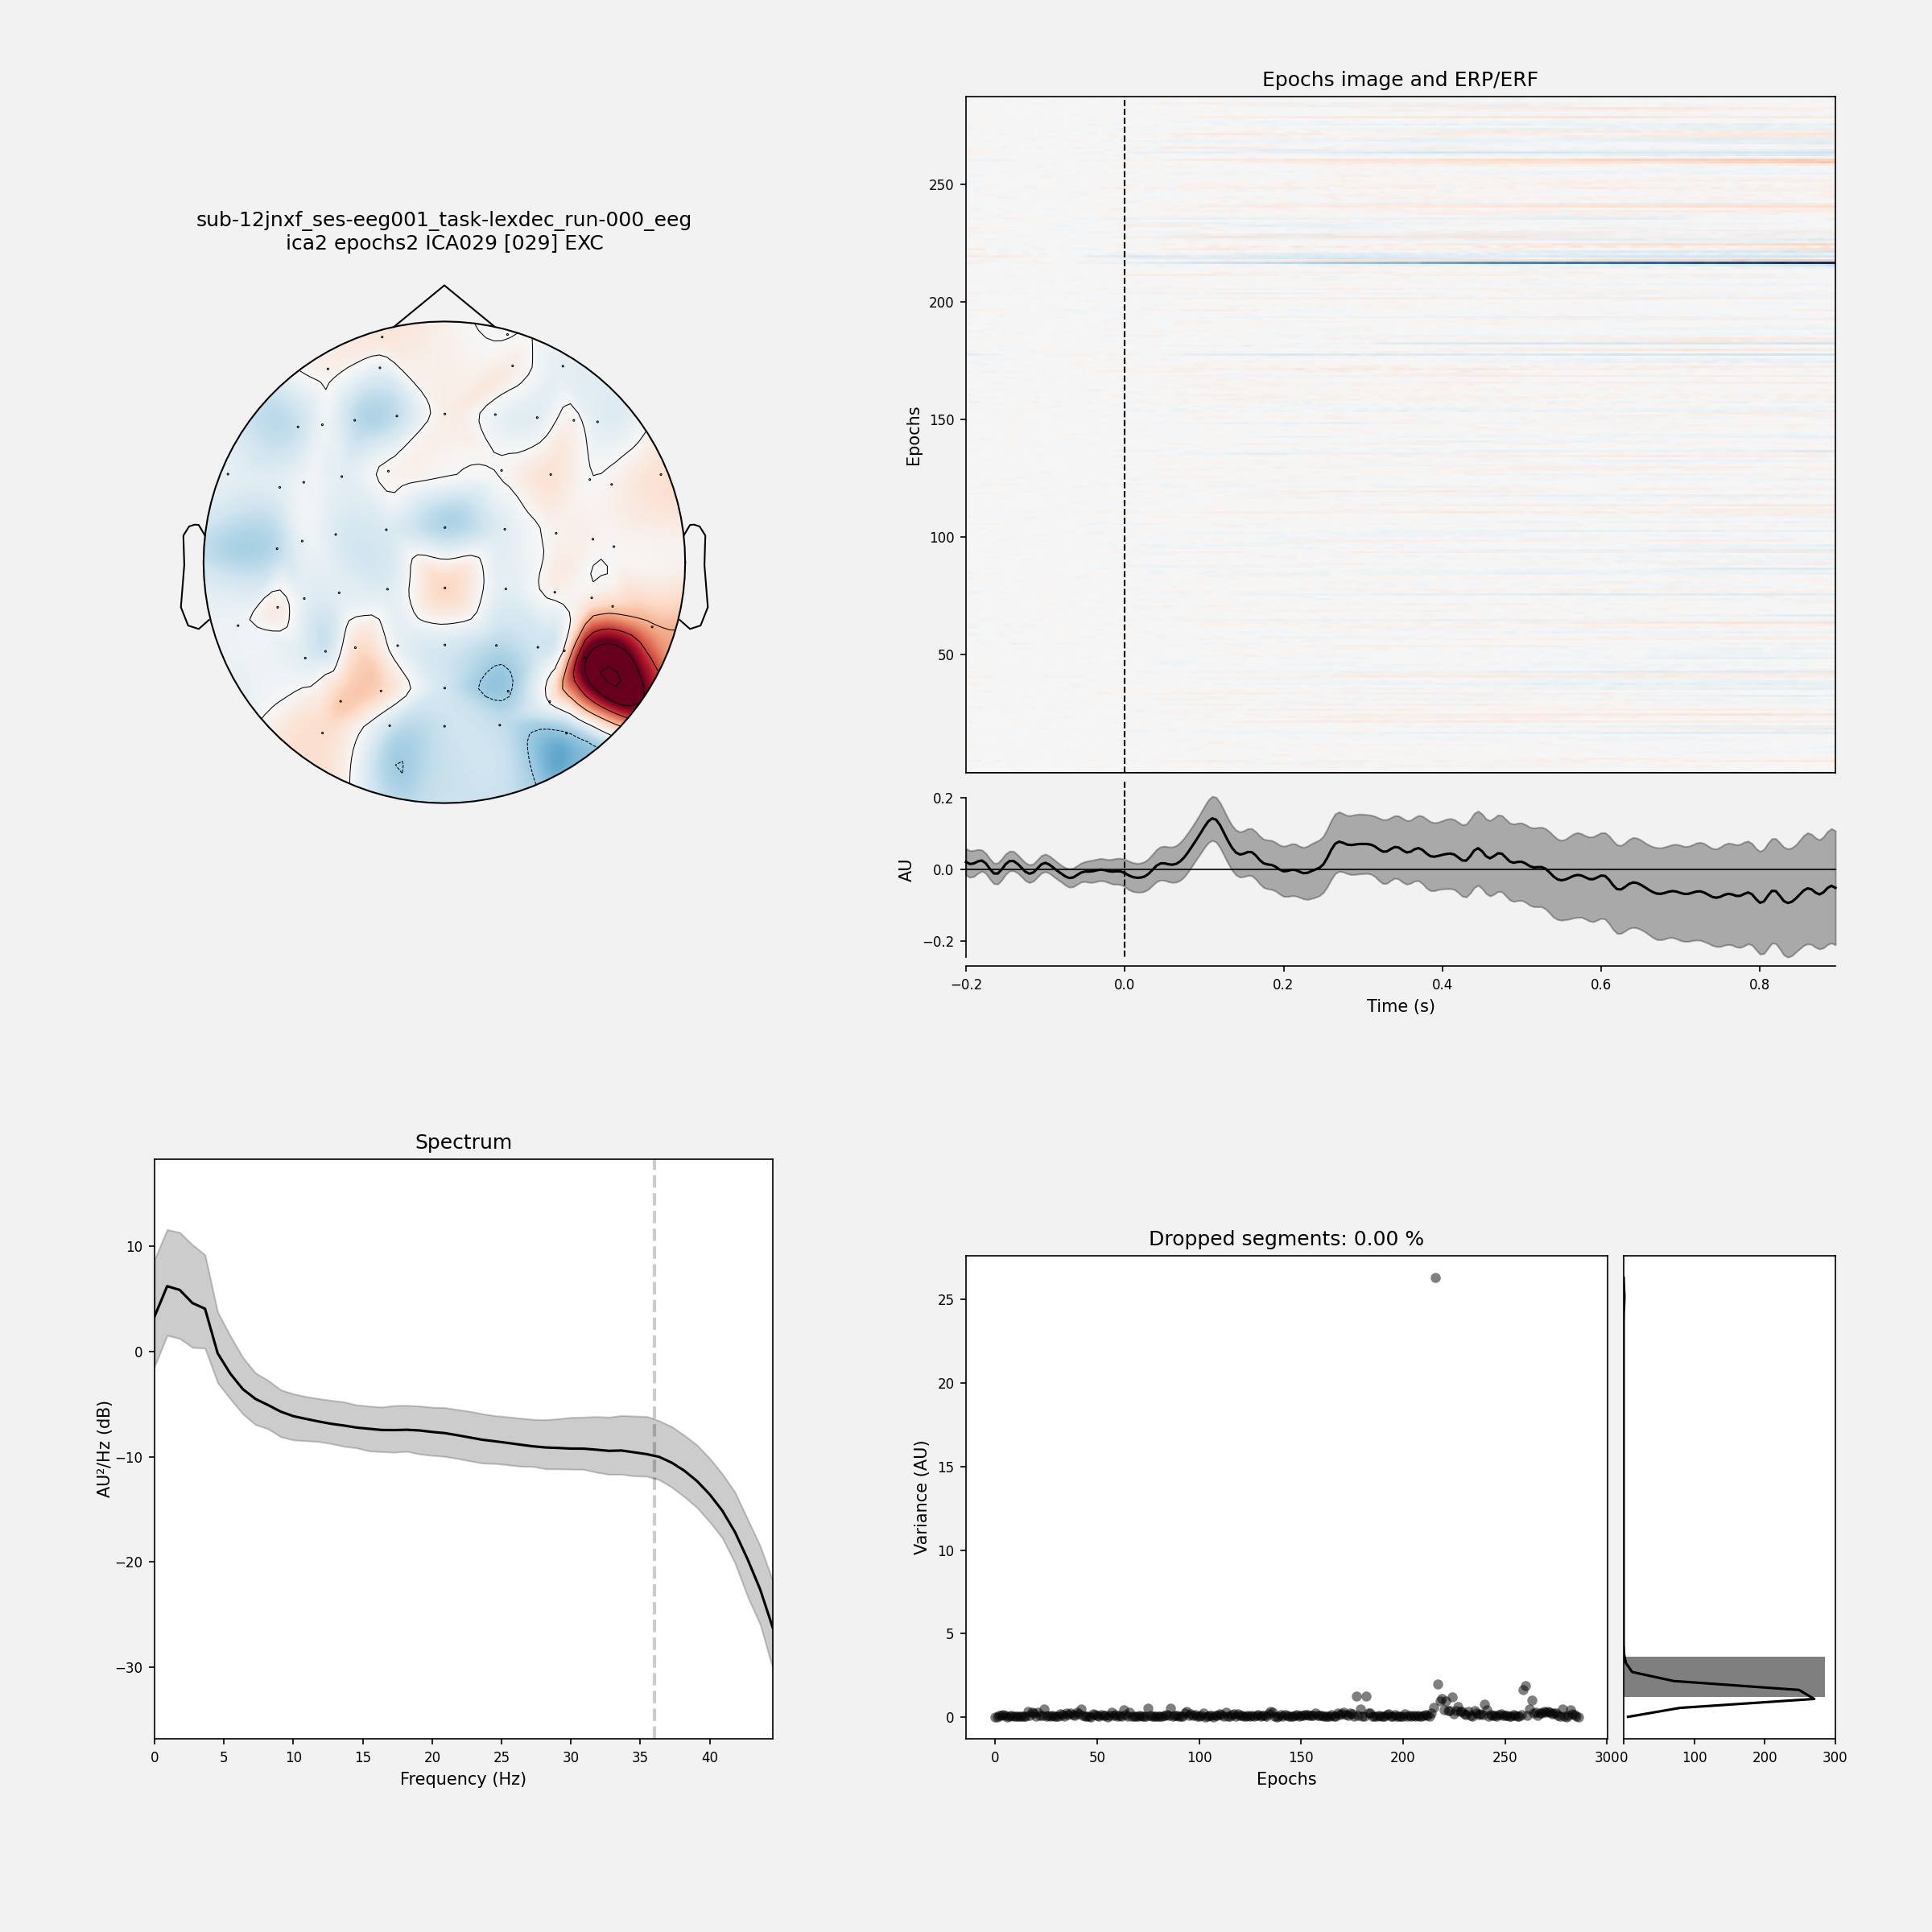 sub-12jnxf_ses-eeg001_task-lexdec_run-000_eeg
ica2 epochs2 ICA029 [029] EXC
Epochs image and ERP/ERF
Epochs
250
200
150
100
50
AU
0.2
0.0
−0.2
−0.2 0.0 0.2 0.4 0.6 0.8
Time (s)
Spectrum
AU²/Hz (dB)
10
0
−10
−20
−30
0 5 10 15 20 25 30 35 40
Frequency (Hz)
Dropped segments: 0.00 %
Variance (AU)
25
20
15
10
5
0
0 50 100 150 200 250 300
Epochs
0 100 200 300